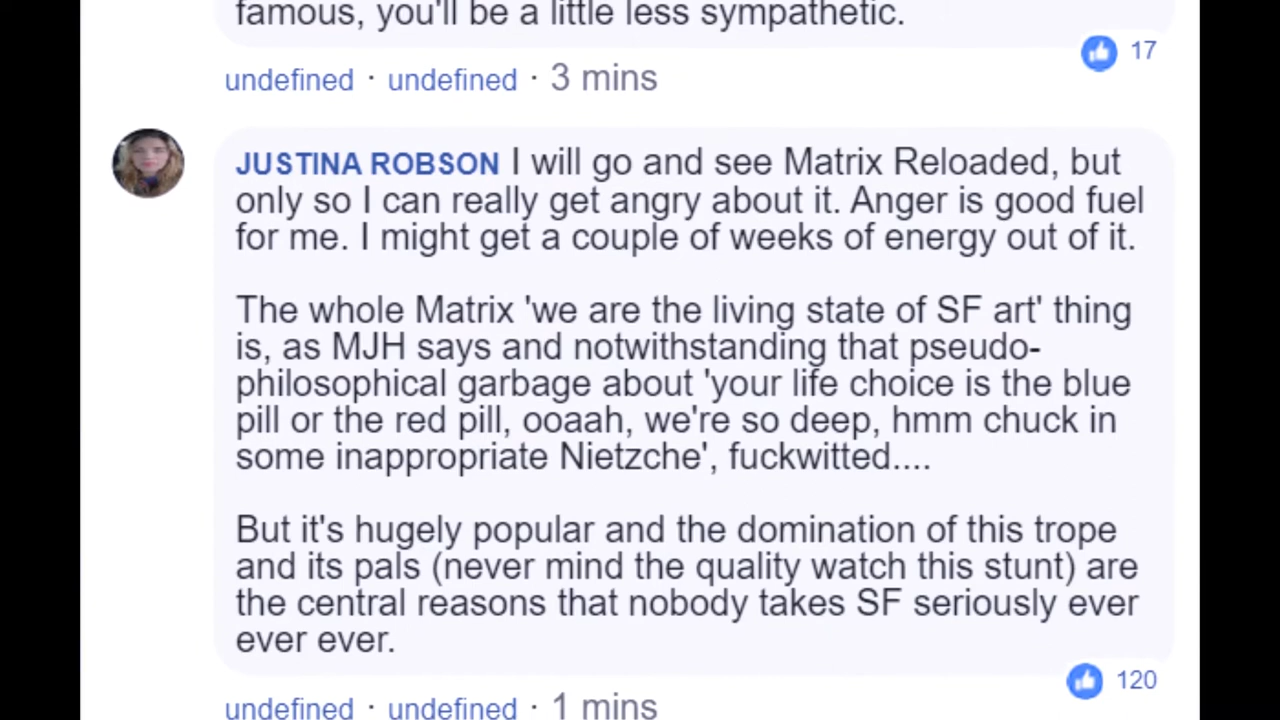 famous, you'll be a little less sympathetic.
17
undefined · undefined · 3 mins
JUSTINA ROBSON I will go and see Matrix Reloaded, but
only so I can really get angry about it. Anger is good fuel
for me. I might get a couple of weeks of energy out of it.
The whole Matrix 'we are the living state of SF art' thing
is, as MJH says and notwithstanding that pseudo-
philosophical garbage about 'your life choice is the blue
pill or the red pill, ooaah, we're so deep, hmm chuck in
some inappropriate Nietzche', fuckwitted....
But it's hugely popular and the domination of this trope
and its pals (never mind the quality watch this stunt) are
the central reasons that nobody takes SF seriously ever
ever ever.
120
undefined · undefined · 1 mins